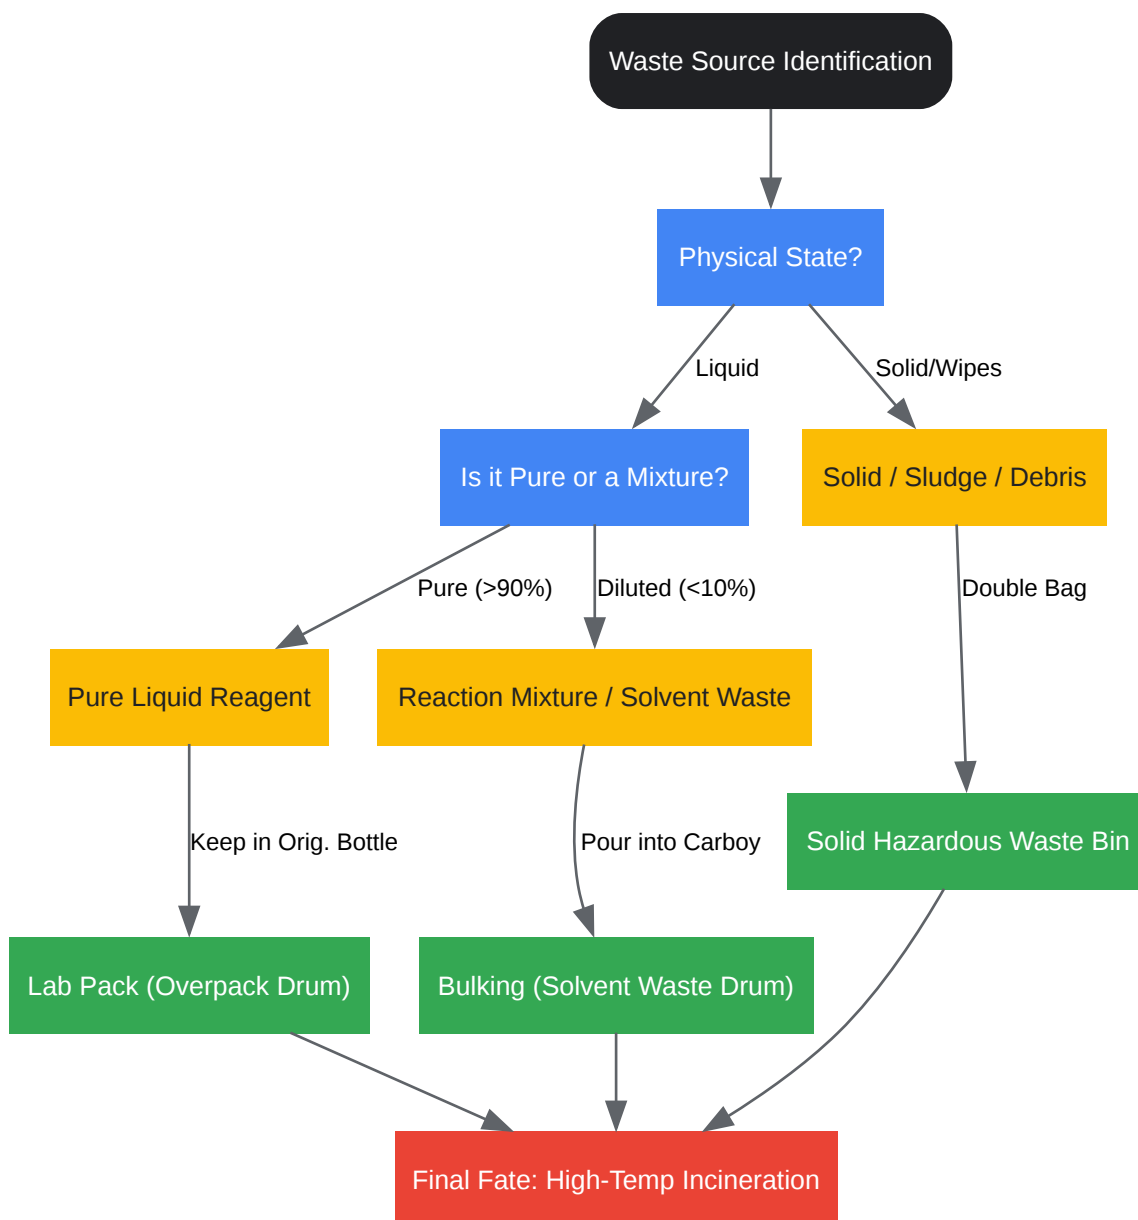 Waste Source Identification
Physical State?
Liquid
Solid/Wipes
Is it Pure or a Mixture?
Solid / Sludge / Debris
Pure (>90%)
Diluted (<10%)
Double Bag
Pure Liquid Reagent
Reaction Mixture / Solvent Waste
Keep in Orig. Bottle
Pour into Carboy
Solid Hazardous Waste Bin
Lab Pack (Overpack Drum)
Bulking (Solvent Waste Drum)
Final Fate: High-Temp Incineration